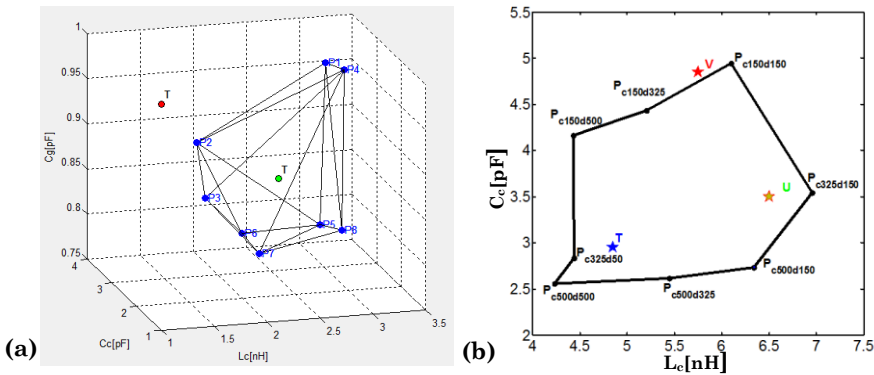 1
0.95
0.9
0.85
0.8
0.75
4
3
2
1
1
1.5
2
2.5
3
3.5
Cg[pF]
Cc[pF]
Lc[nH]
T
T
P1
P4
P2
P3
P6
P7
P5
P8
(a)
5.5
5
4.5
4
3.5
3
2.5
2
4
4.5
5
5.5
6
6.5
7
7.5
Cc[pF]
Lc[nH]
V
Pc150d150
Pc150d325
Pc150d500
U
Pc325d150
T
Pc325d50
Pc500d500
Pc500d325
Pc500d150
(b)